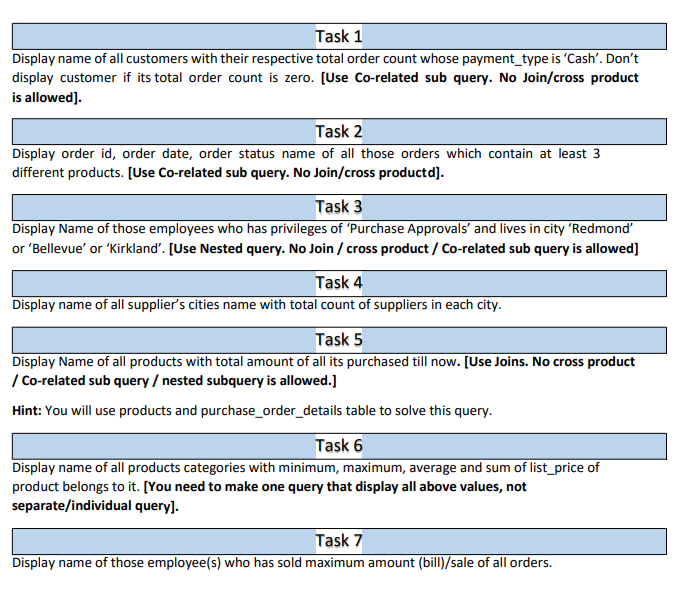 Task 1
Display name of all customers with their respective total order count whose payment_type is ‘Cash’. Don’t
display customer if its total order count is zero. [Use Co-related sub query. No Join/cross product
is allowed].
Task 2
Display order id, order date, order status name of all those orders which contain at least 3
different products. [Use Co-related sub query. No Join/cross productd].
Task 3
Display Name of those employees who has privileges of ‘Purchase Approvals’ and lives in city ‘Redmond’
or ‘Bellevue’ or ‘Kirkland’. [Use Nested query. No Join / cross product / Co-related sub query is allowed]
Task 4
Display name of all supplier’s cities name with total count of suppliers in each city.
Task 5
Display Name of all products with total amount of all its purchased till now. [Use Joins. No cross product
/ Co-related sub query / nested subquery is allowed.]
Hint: You will use products and purchase_order_details table to solve this query.
Task 6
Display name of all products categories with minimum, maximum, average and sum of list_price of
product belongs to it. [You need to make one query that display all above values, not
separate/individual query].
Task 7
Display name of those employee(s) who has sold maximum amount (bill)/sale of all orders.